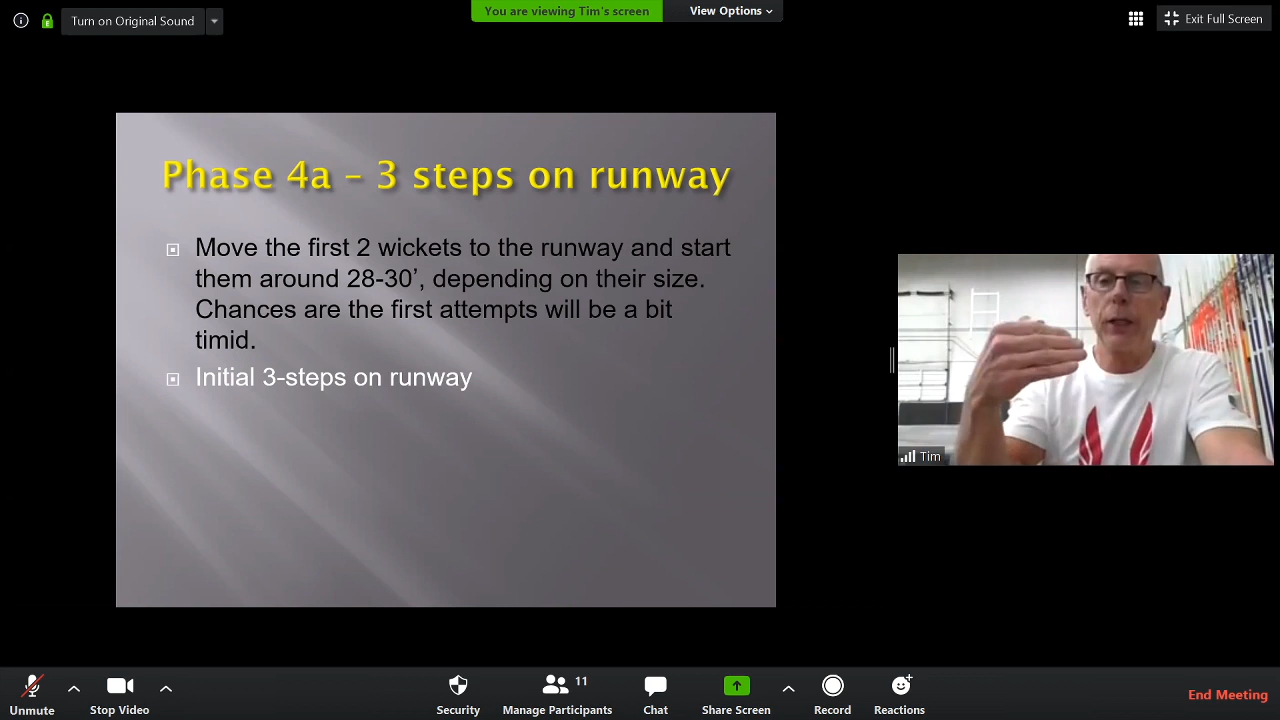 Turn on Original Sound
You are viewing Tim's screen
View Options
Exit Full Screen
Phase 4a – 3 steps on runway
Move the first 2 wickets to the runway and start
them around 28-30’, depending on their size.
Chances are the first attempts will be a bit
timid.
Initial 3-steps on runway
Tim
Unmute
Stop Video
Security
Manage Participants
11
Chat
Share Screen
Record
Reactions
End Meeting